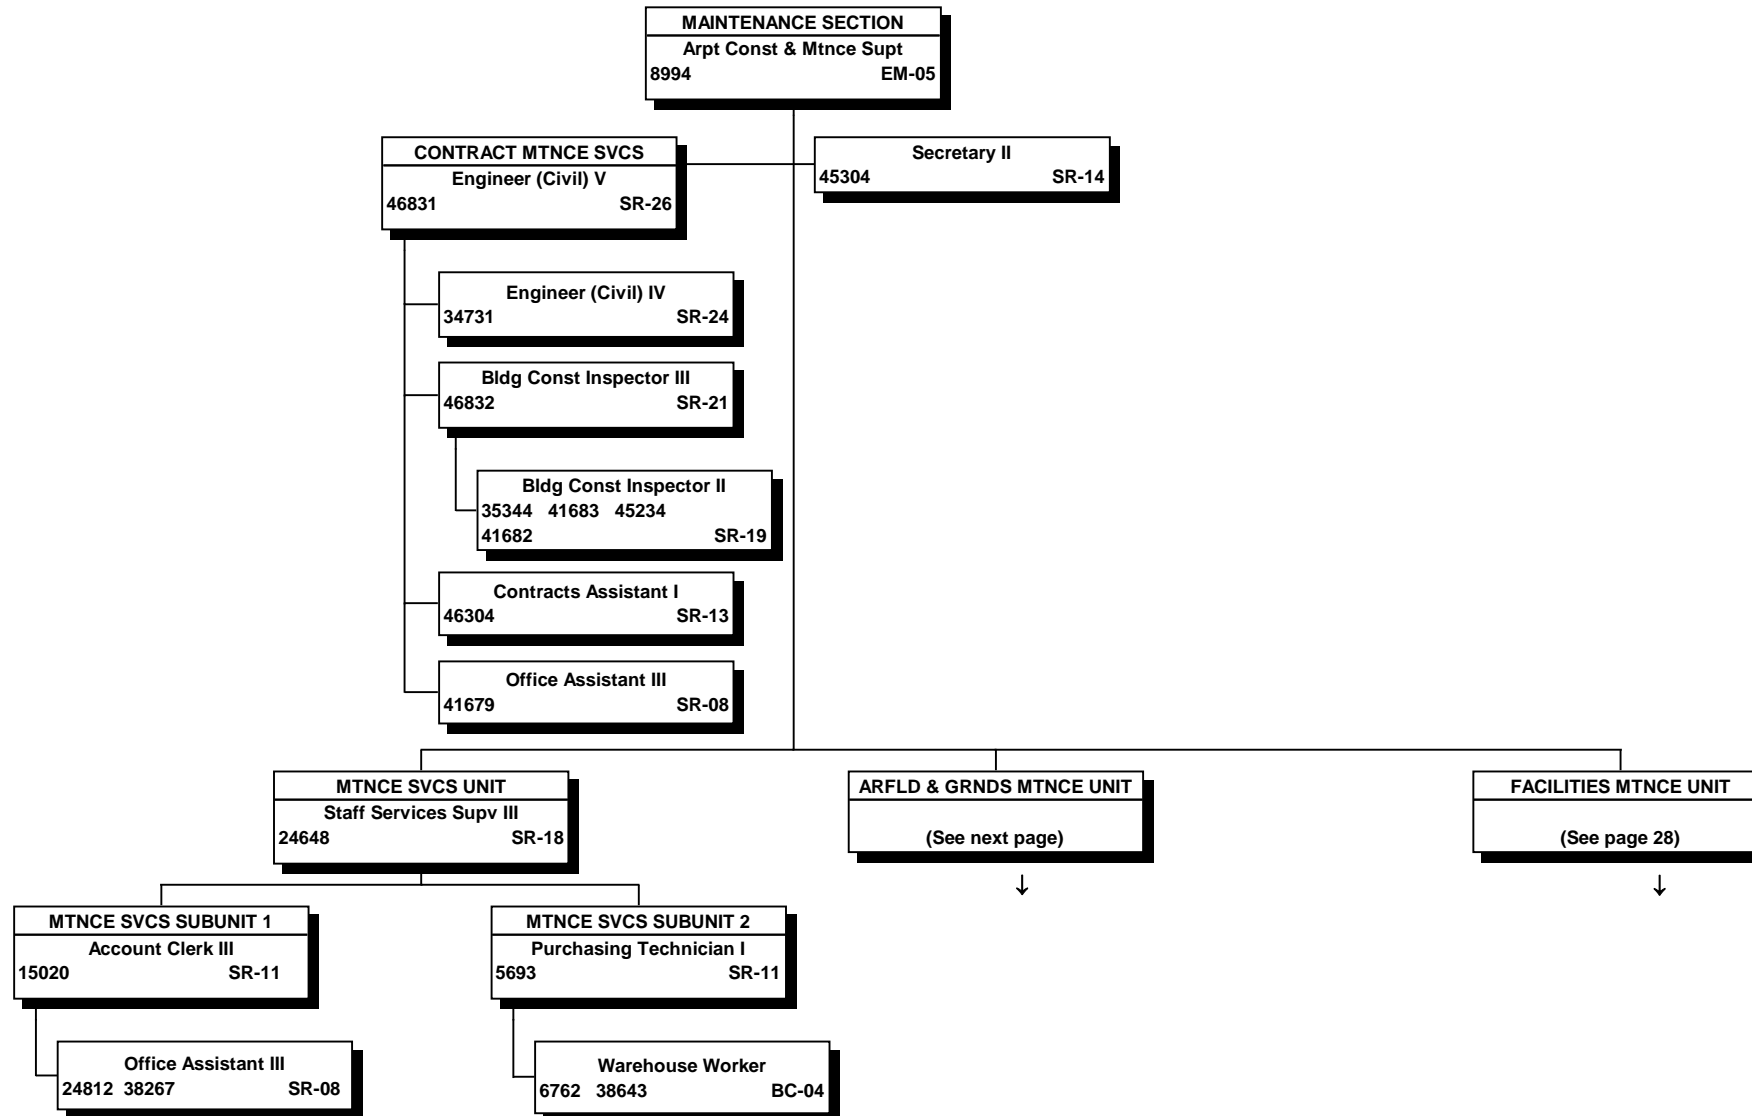 MAINTENANCE SECTION
Arpt Const & Mtnce Supt
8994 EM-05
CONTRACT MTNCE SVCS
Engineer (Civil) V
46831 SR-26
Secretary II
45304 SR-14
Engineer (Civil) IV
34731 SR-24
Bldg Const Inspector III
46832 SR-21
Bldg Const Inspector II
35344 41683 45234
41682 SR-19
Contracts Assistant I
46304 SR-13
Office Assistant III
41679 SR-08
MTNCE SVCS UNIT
Staff Services Supv III
24648 SR-18
ARFLD & GRNDS MTNCE UNIT
(See next page)
↓
FACILITIES MTNCE UNIT
(See page 28)
↓
MTNCE SVCS SUBUNIT 1
Account Clerk III
15020 SR-11
MTNCE SVCS SUBUNIT 2
Purchasing Technician I
5693 SR-11
Office Assistant III
24812 38267 SR-08
Warehouse Worker
6762 38643 BC-04